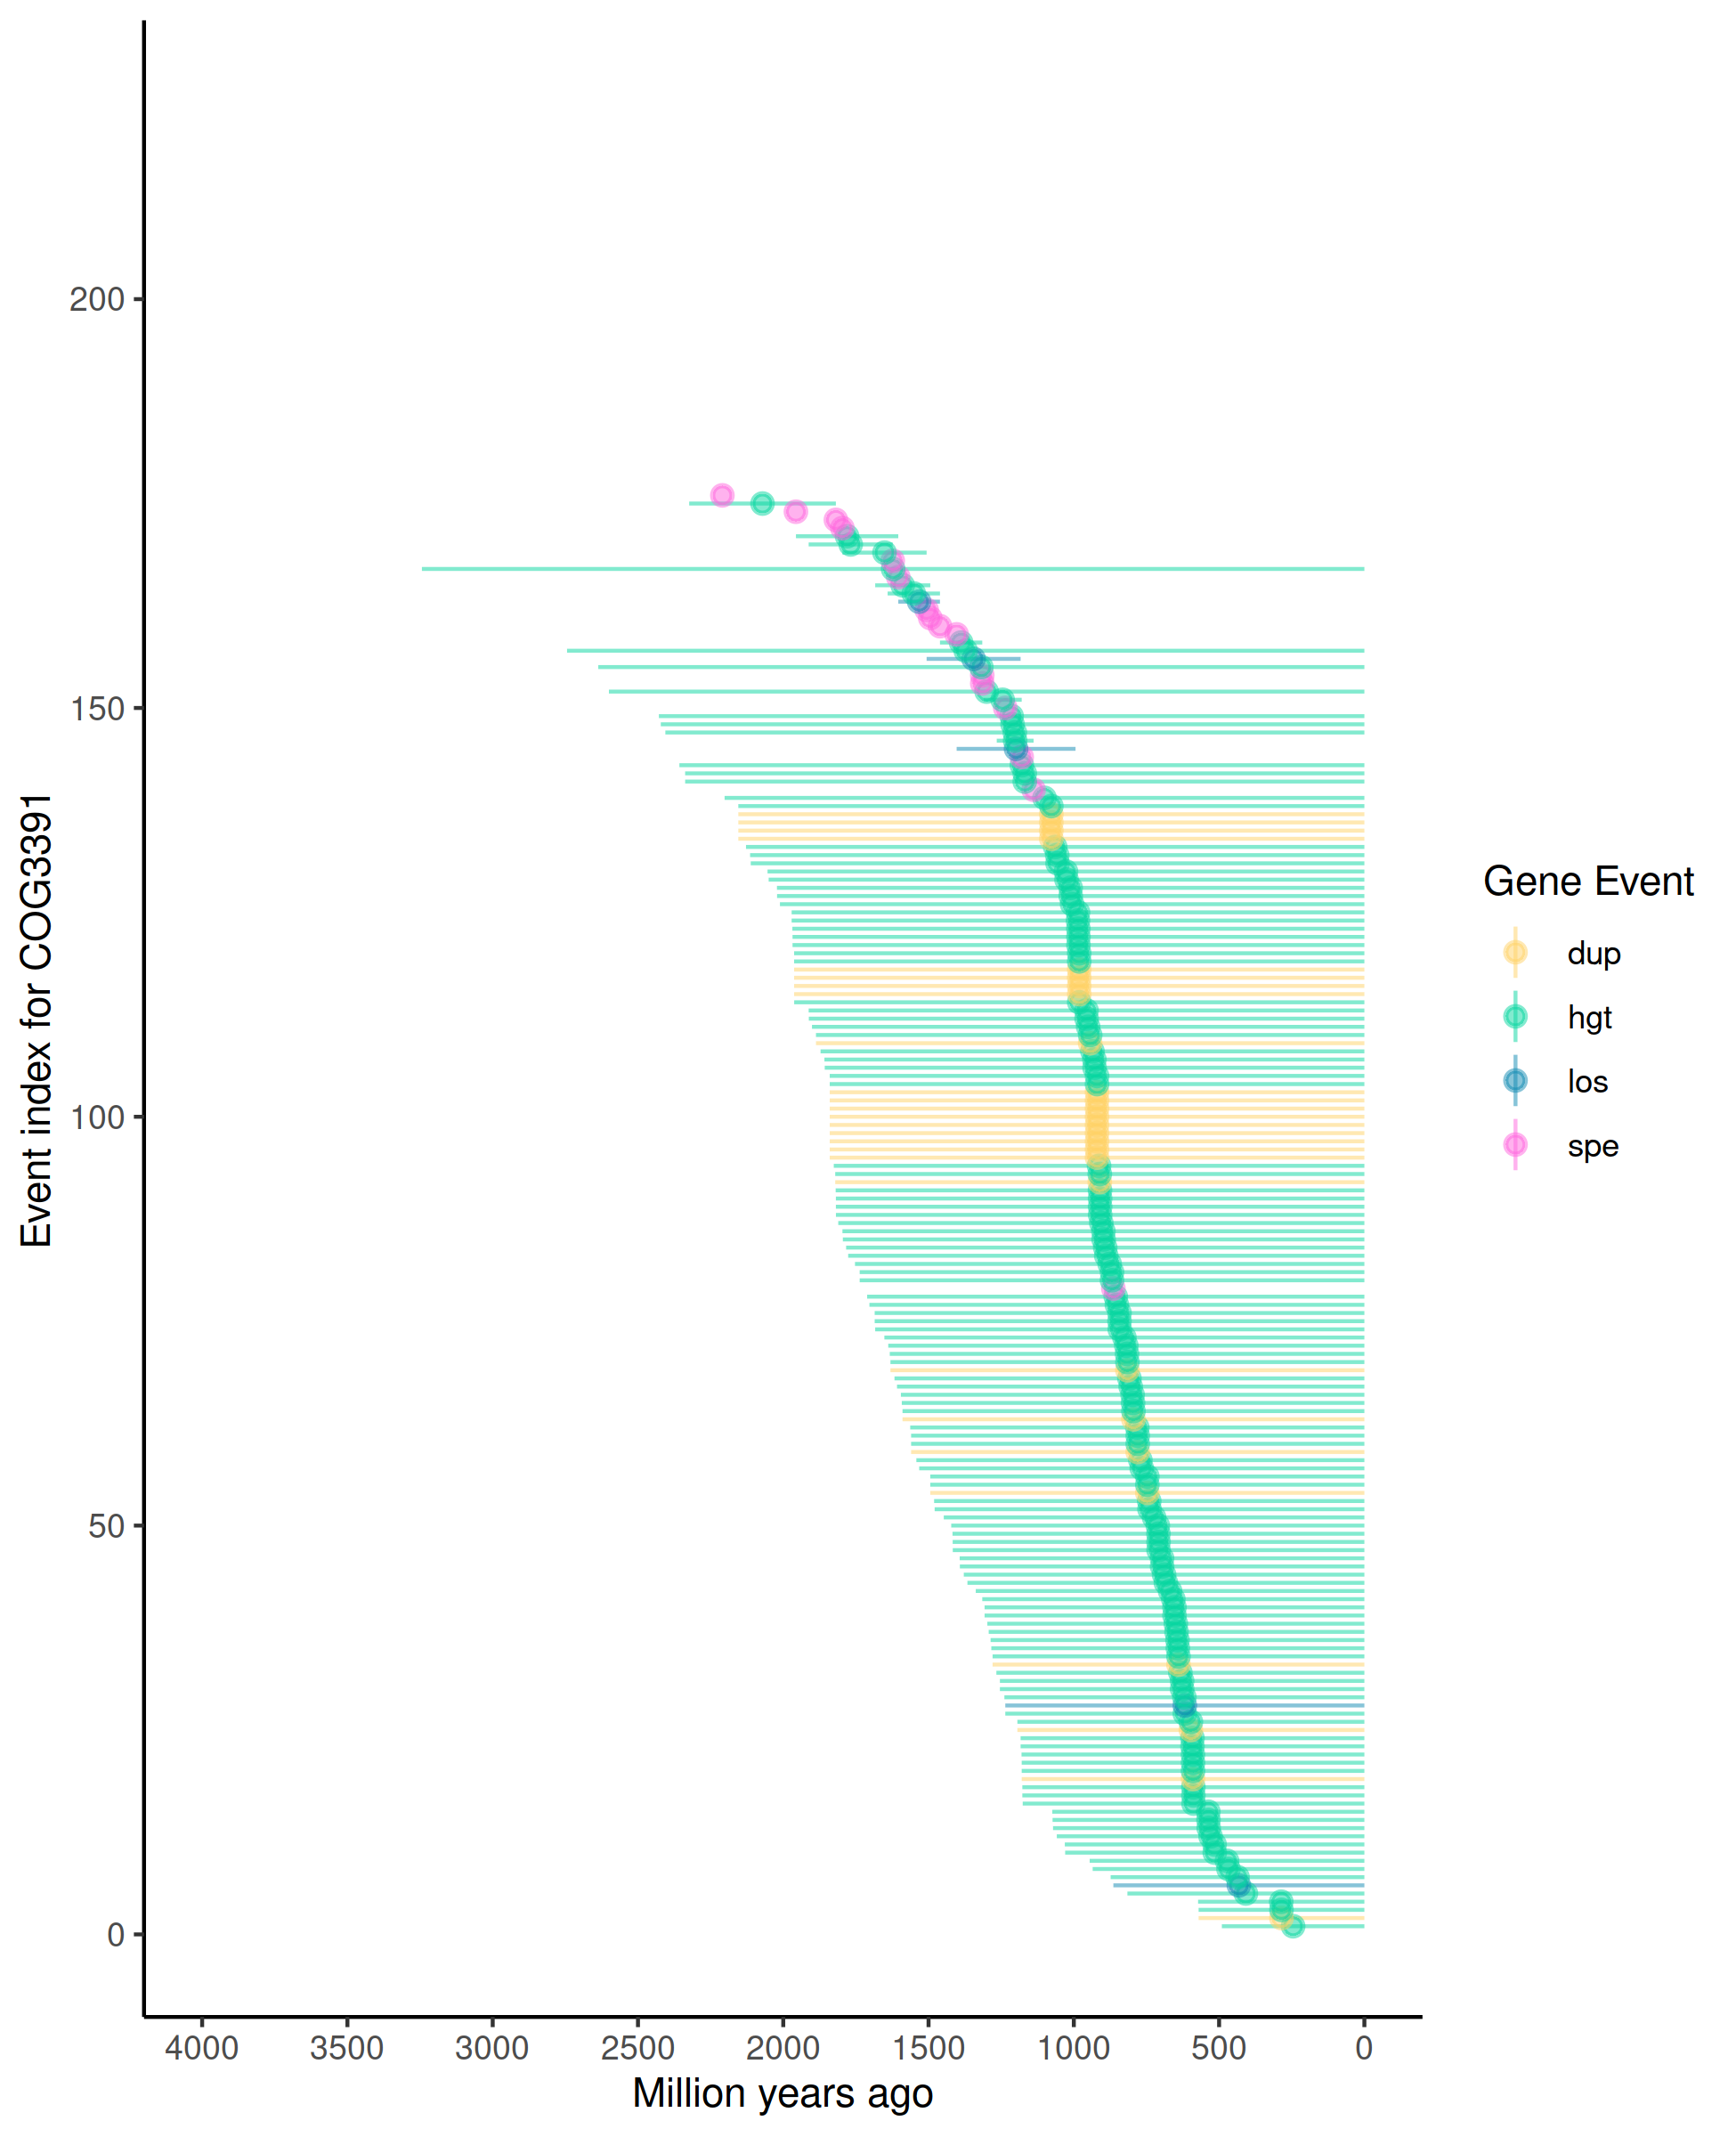 200
150
100
50
0
Event index for COG3391
4000 3500 3000 2500 2000 1500 1000 500 0
Million years ago
Gene Event
dup
hgt
los
spe